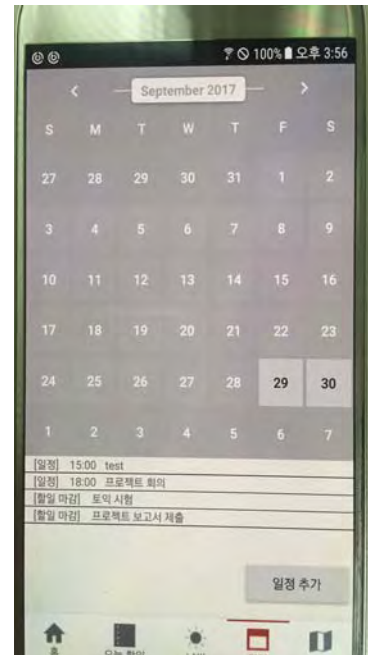 100% 오후 3:56
< September 2017 >
S M T W T F S
27 28 29 30 31 1 2
3 4 5 6 7 8 9
10 11 12 13 14 15 16
17 18 19 20 21 22 23
24 25 26 27 28 29 30
1 2 3 4 5 6 7
[일정] 15:00 test
[일정] 18:00 프로젝트 회의
[할일 마감] 토익 시험
[할일 마감] 프로젝트 보고서 제출
일정 추가
홈